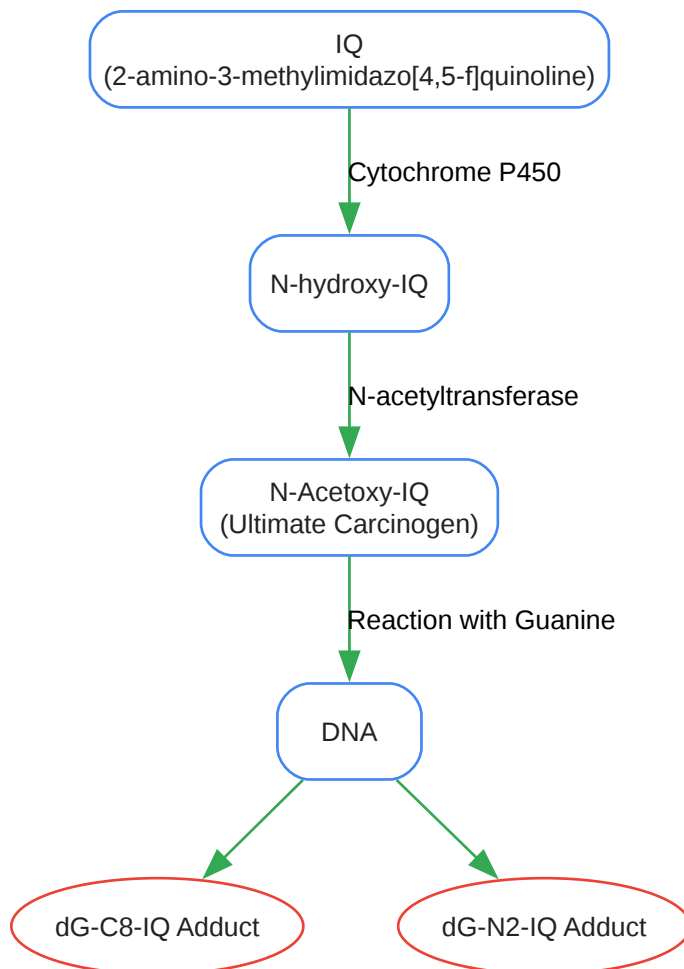 IQ
(2-amino-3-methylimidazo[4,5-f]quinoline)
Cytochrome P450
N-hydroxy-IQ
N-acetyltransferase
N-Acetoxy-IQ
(Ultimate Carcinogen)
Reaction with Guanine
DNA
dG-C8-IQ Adduct
dG-N2-IQ Adduct